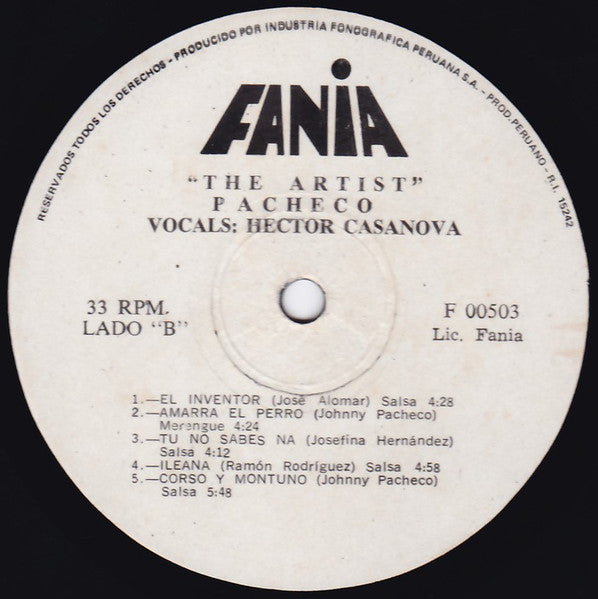 RESERVADOS TODOS LOS DERECHOS - PRODUCIDO POR INDUSTRIA FONOGRAFICA PERUANA S.A. - PROD. PERUANO - R.I. 15242
FANIA
"THE ARTIST"
PACHECO
VOCALS: HECTOR CASANOVA
33 RPM.
LADO "B"
F 00503
Lic. Fania
1.—EL INVENTOR (José Alomar) Salsa 4:28
2.—AMARRA EL PERRO (Johnny Pacheco)
Merengue 4:24
3.—TU NO SABES NA (Josefina Hernández)
Salsa 4:12
4.—ILEANA (Ramón Rodríguez) Salsa 4:58
5.—CORSO Y MONTUNO (Johnny Pacheco)
Salsa 5:48